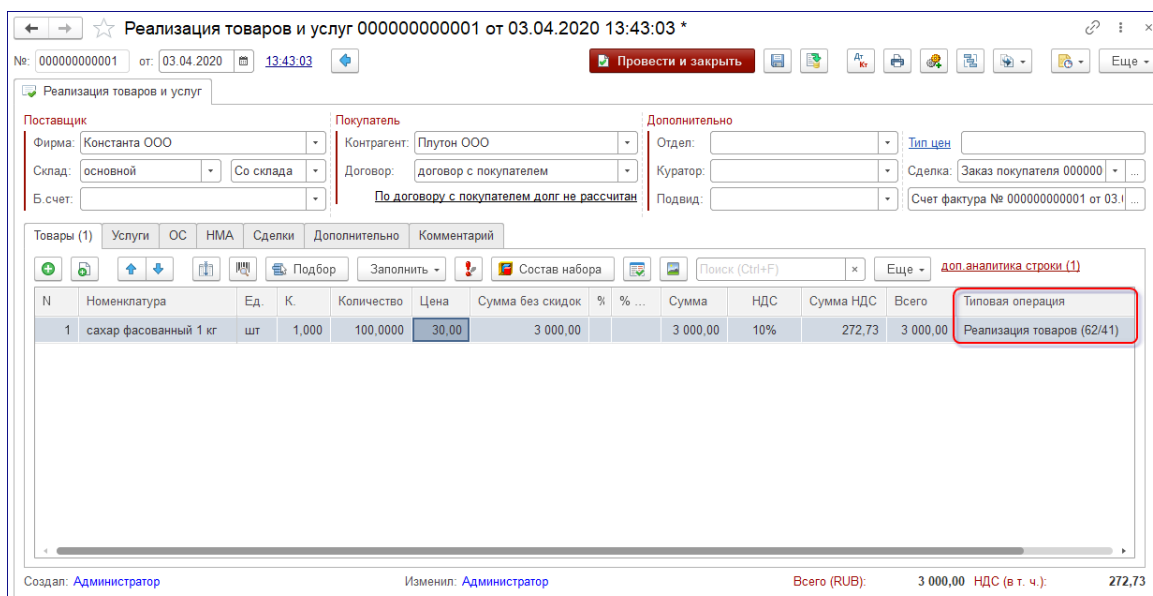 Реализация товаров и услуг 000000000001 от 03.04.2020 13:43:03 *
№: 000000000001 от: 03.04.2020 13:43:03 Провести и закрыть Дт Кт Еще
Реализация товаров и услуг
Поставщик Покупатель Дополнительно
Фирма: Константа ООО Контрагент: Плутон ООО Отдел: Тип цен
Склад: основной Со склада Договор: договор с покупателем Куратор: Сделка: Заказ покупателя 000000 ...
Б.счет: По договору с покупателем долг не рассчитан Подвид: Счет фактура № 000000000001 от 03.( ...
Товары (1) Услуги ОС НМА Сделки Дополнительно Комментарий
Подбор Заполнить Состав набора Поиск (Ctrl+F) × Еще доп.аналитика строки (1)
N Номенклатура Ед. К. Количество Цена Сумма без скидок % % ... Сумма НДС Сумма НДС Всего Типовая операция
1 сахар фасованный 1 кг шт 1,000 100,0000 30,00 3 000,00 3 000,00 10% 272,73 3 000,00 Реализация товаров (62/41)
Создал: Администратор Изменил: Администратор Всего (RUB): 3 000,00 НДС (в т. ч.): 272,73